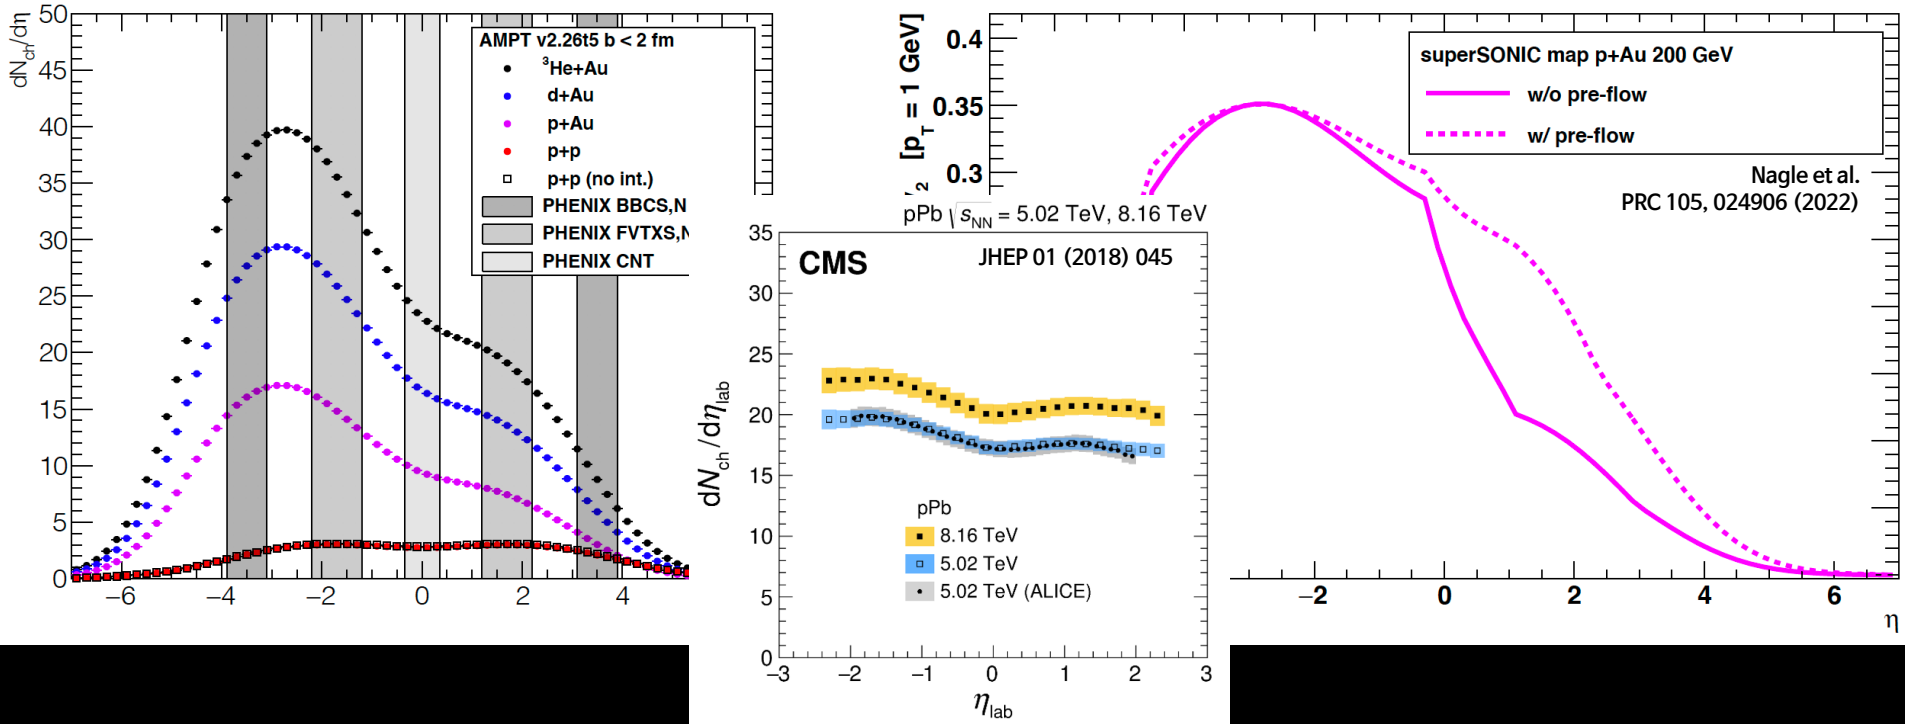 dN_ch/dη
50
45
40
35
30
25
20
15
10
5
0
−6
−4
−2
0
2
4
AMPT v2.26t5 b < 2 fm
³He+Au
d+Au
p+Au
p+p
p+p (no int.)
PHENIX BBCS,N
PHENIX FVTXS,N
PHENIX CNT
pPb √s_NN = 5.02 TeV, 8.16 TeV
CMS
JHEP 01 (2018) 045
dN_ch/dη_lab
35
30
25
20
15
10
5
0
pPb
8.16 TeV
5.02 TeV
5.02 TeV (ALICE)
−3
−2
−1
0
1
2
3
η_lab
[p_T = 1 GeV]
0.4
0.35
0.3
superSONIC map p+Au 200 GeV
w/o pre-flow
w/ pre-flow
Nagle et al.
PRC 105, 024906 (2022)
−2
0
2
4
6
η